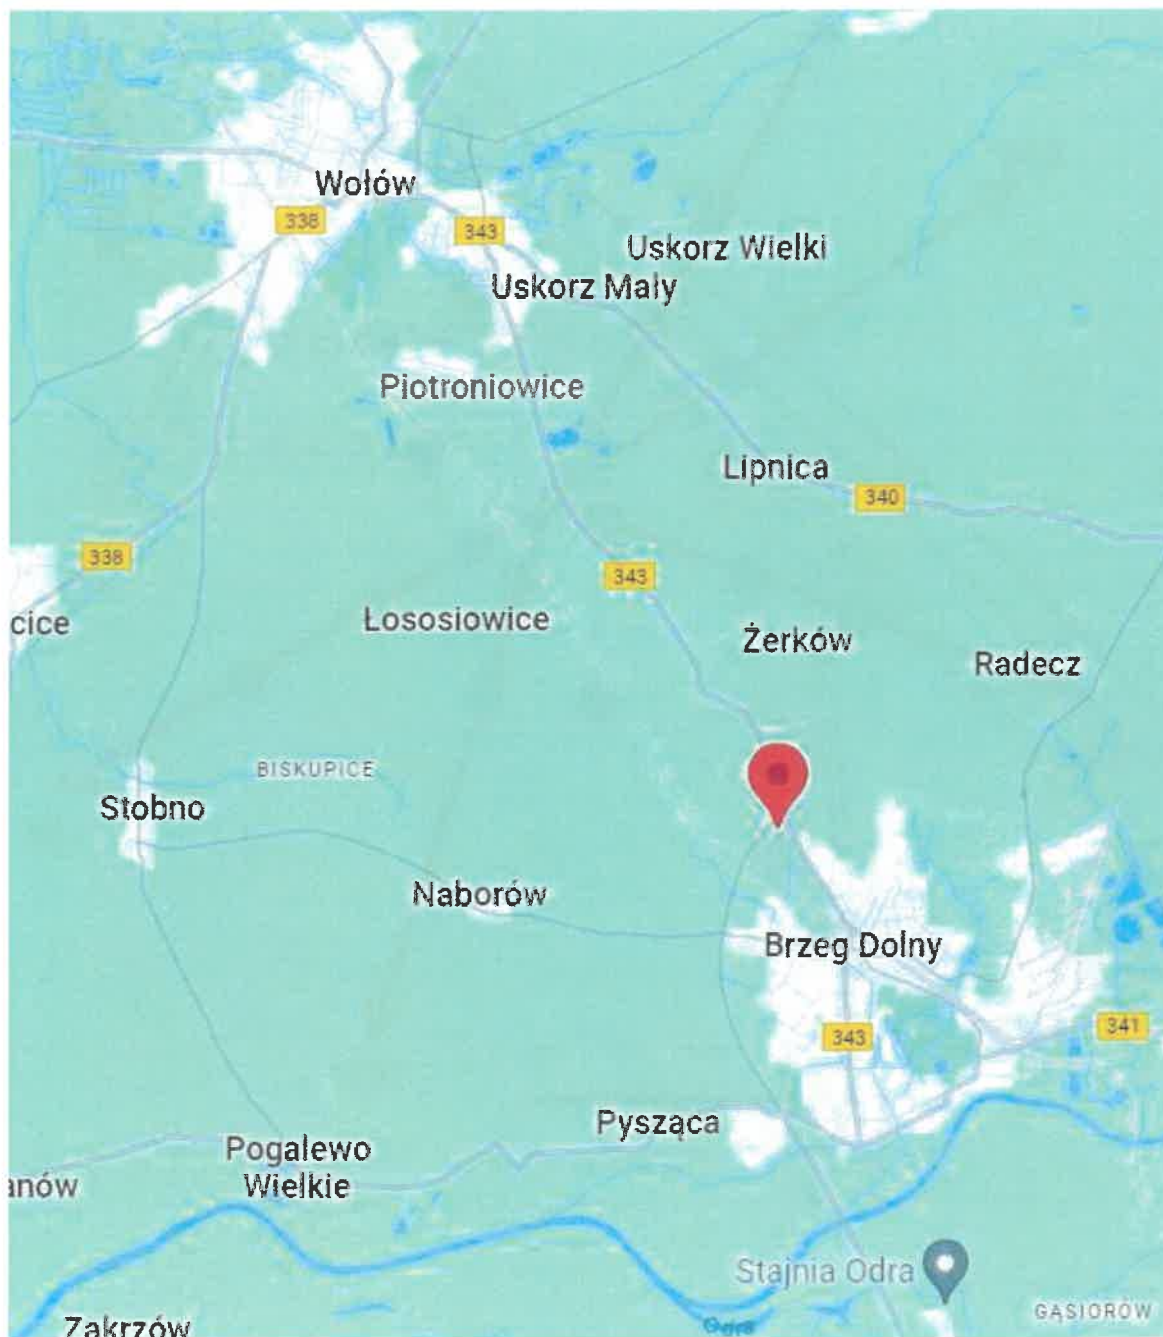 Wołów
338
343
Uskorz Wielki
Uskorz Mały
Piotroniowice
Lipnica
340
338
343
cice
Łososiowice
Żerków
Radecz
BISKUPICE
Stobno
Naborów
Brzeg Dolny
341
343
Pysząca
Pogalewo
Wielkie
anów
Stajnia Odra
GĄSIORÓW
Zakrzów
Odra